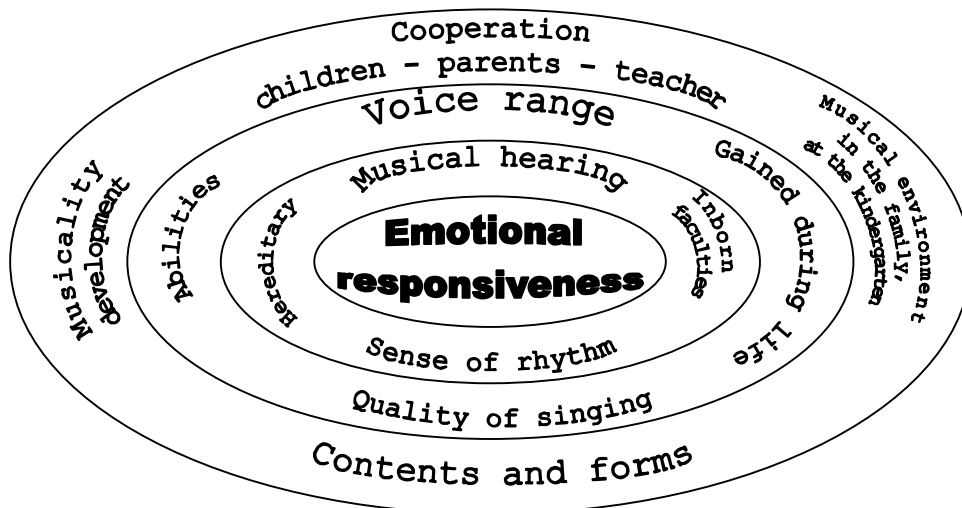 Cooperation
children - parents - teacher
Voice range
Musical hearing
Emotional
responsiveness
Musicality
development
Abilities
Hereditary
Inborn
faculties
Gained during life
Musical environment
in the family,
at the kindergarten
Sense of rhythm
Quality of singing
Contents and forms